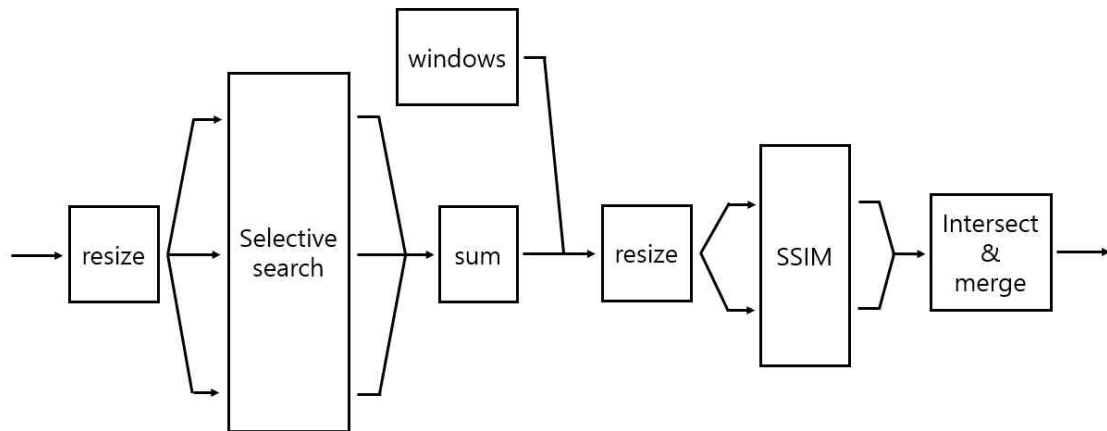 windows
resize
Selective
search
sum
resize
SSIM
Intersect
&
merge